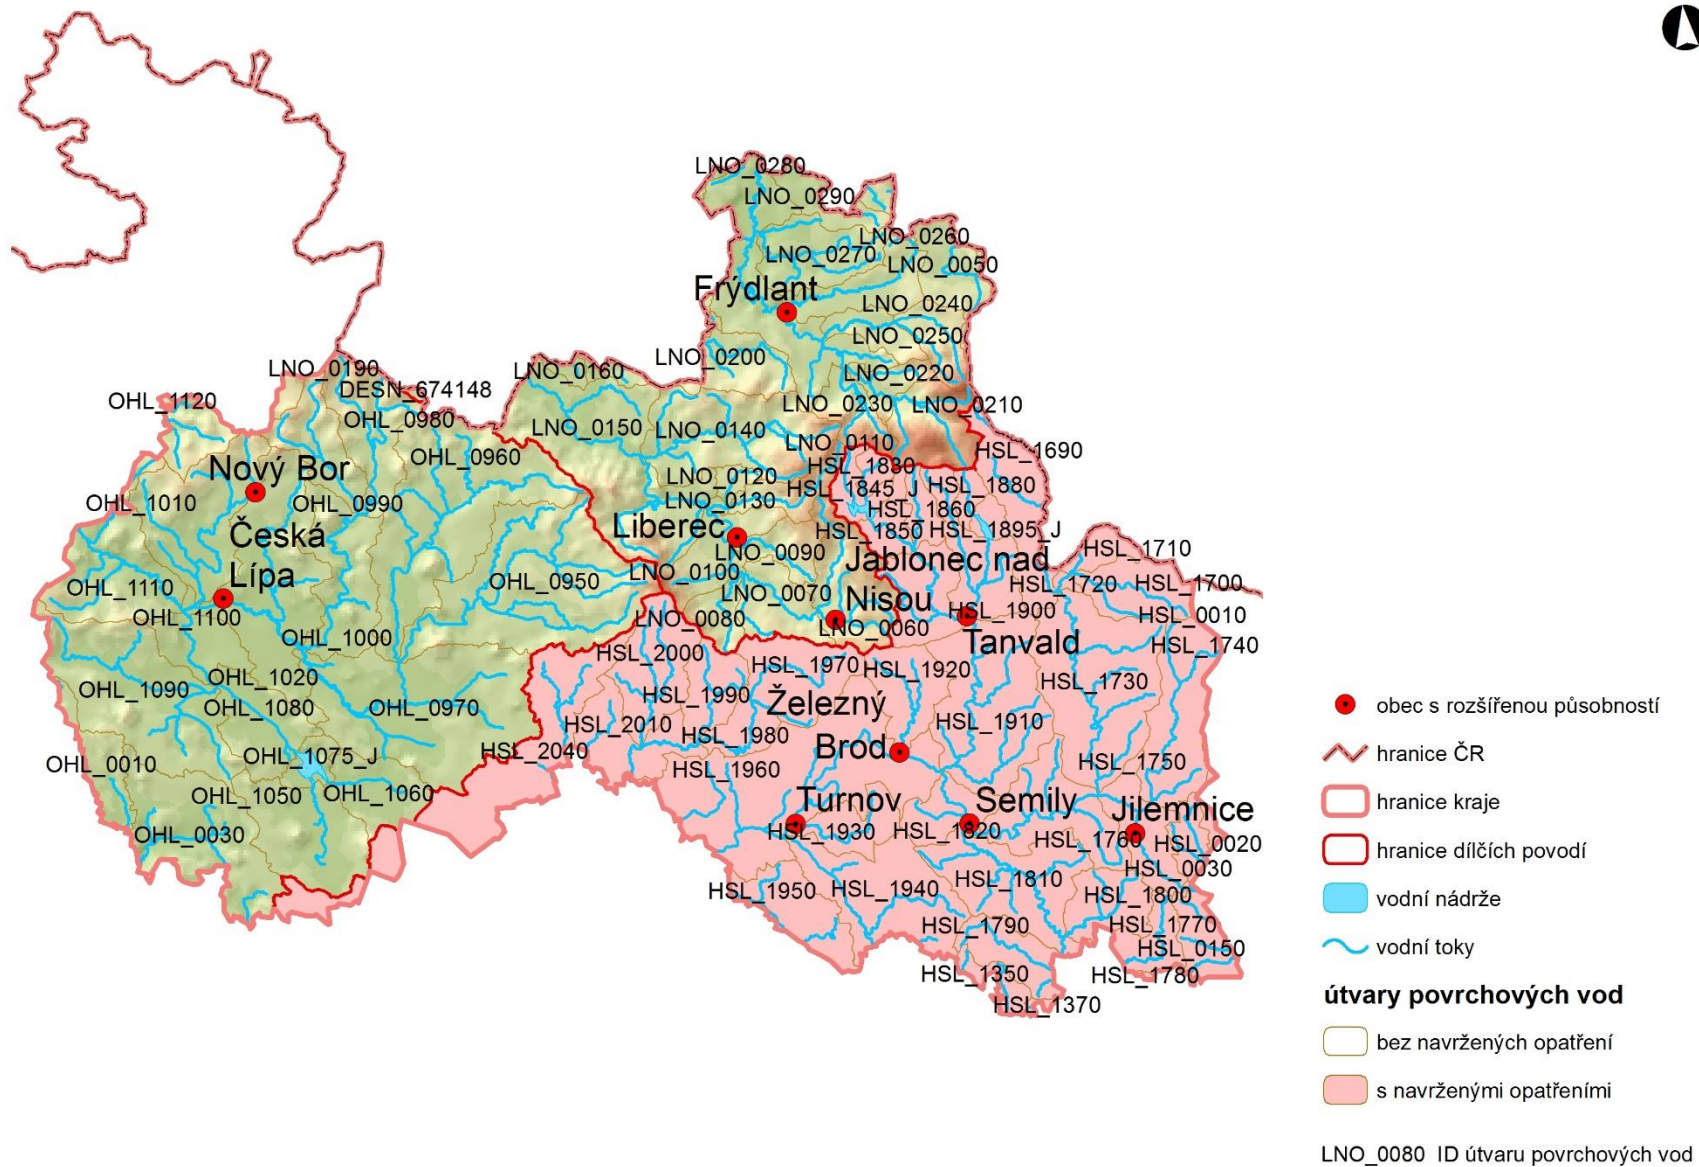 LNO_0280
LNO_0290
LNO_0260
LNO_0270
LNO_0050
Frýdlant
LNO_0240
LNO_0250
LNO_0200
LNO_0190
LNO_0160
LNO_0220
DESN_674148
OHL_1120
LNO_0230
LNO_0210
OHL_0980
LNO_0150
LNO_0140
LNO_0110
HSL_1690
OHL_0960
HSL_1830
Nový Bor
LNO_0120
HSL_1845_J
HSL_1880
OHL_1010
OHL_0990
LNO_0130
HSL_1860
Liberec
HSL_1850
HSL_1895_J
Česká
Lípa
LNO_0090
HSL_1710
Jablonec nad
Nisou
LNO_0100
OHL_0950
HSL_1720
HSL_1700
OHL_1110
LNO_0070
OHL_1100
LNO_0080
LNO_0060
HSL_1900
HSL_0010
Tanvald
OHL_1000
HSL_2000
HSL_1970
HSL_1920
HSL_1740
OHL_1020
OHL_1090
HSL_1990
HSL_1730
OHL_1080
OHL_0970
Železný
Brod
HSL_2010
HSL_1980
HSL_1910
HSL_2040
OHL_1075_J
OHL_0010
HSL_1960
HSL_1750
OHL_1050
OHL_1060
Turnov
Semily
Jilemnice
OHL_0030
HSL_1930
HSL_1820
HSL_1760
HSL_0020
HSL_0030
HSL_1950
HSL_1940
HSL_1810
HSL_1800
HSL_1790
HSL_1770
HSL_0150
HSL_1350
HSL_1780
HSL_1370
obec s rozšířenou působností
hranice ČR
hranice kraje
hranice dílčích povodí
vodní nádrže
vodní toky
útvary povrchových vod
bez navržených opatření
s navrženými opatřeními
LNO_0080 ID útvaru povrchových vod